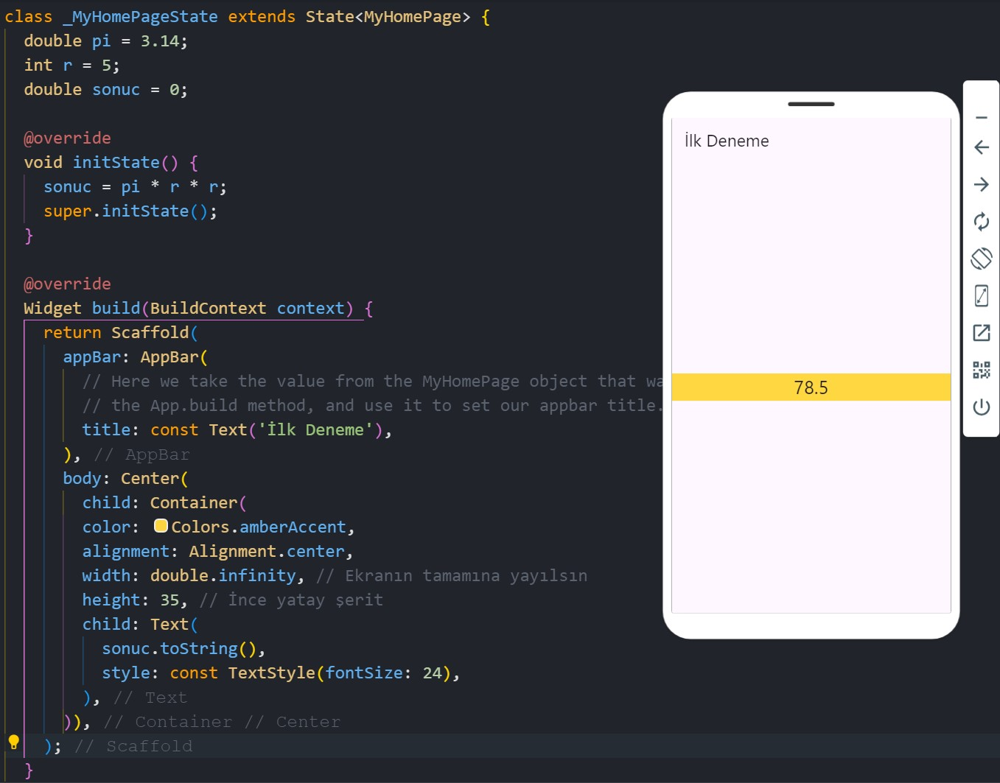 class _MyHomePageState extends State<MyHomePage> {
  double pi = 3.14;
  int r = 5;
  double sonuc = 0;

  @override
  void initState() {
    sonuc = pi * r * r;
    super.initState();
  }

  @override
  Widget build(BuildContext context) {
    return Scaffold(
      appBar: AppBar(
        // Here we take the value from the MyHomePage object that
        // the App.build method, and use it to set our appbar title.
        title: const Text('İlk Deneme'),
      ), // AppBar
      body: Center(
        child: Container(
        color: Colors.amberAccent,
        alignment: Alignment.center,
        width: double.infinity, // Ekranın tamamına yayılsın
        height: 35, // İnce yatay şerit
        child: Text(
          sonuc.toString(),
          style: const TextStyle(fontSize: 24),
        ), // Text
      )), // Container // Center
    ); // Scaffold
  }
İlk Deneme
78.5